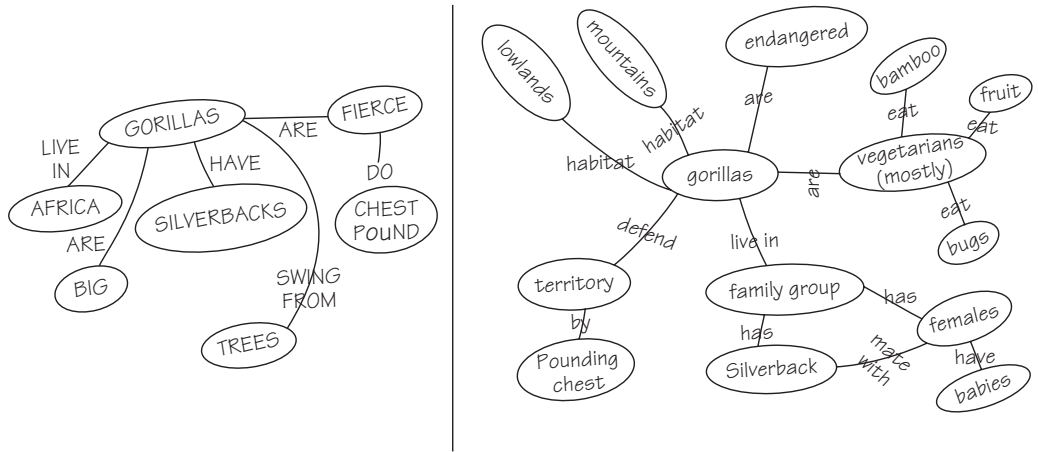 GORILLAS
ARE
FIERCE
LIVE
IN
HAVE
DO
AFRICA
SILVERBACKS
CHEST
POUND
ARE
BIG
SWING
FROM
TREES
lowlands
mountains
endangered
bamboo
fruit
are
eat
eat
habitat
habitat
gorillas
are
vegetarians
(mostly)
eat
bugs
defend
live in
territory
family group
has
females
by
has
mate
with
have
Pounding
chest
Silverback
babies